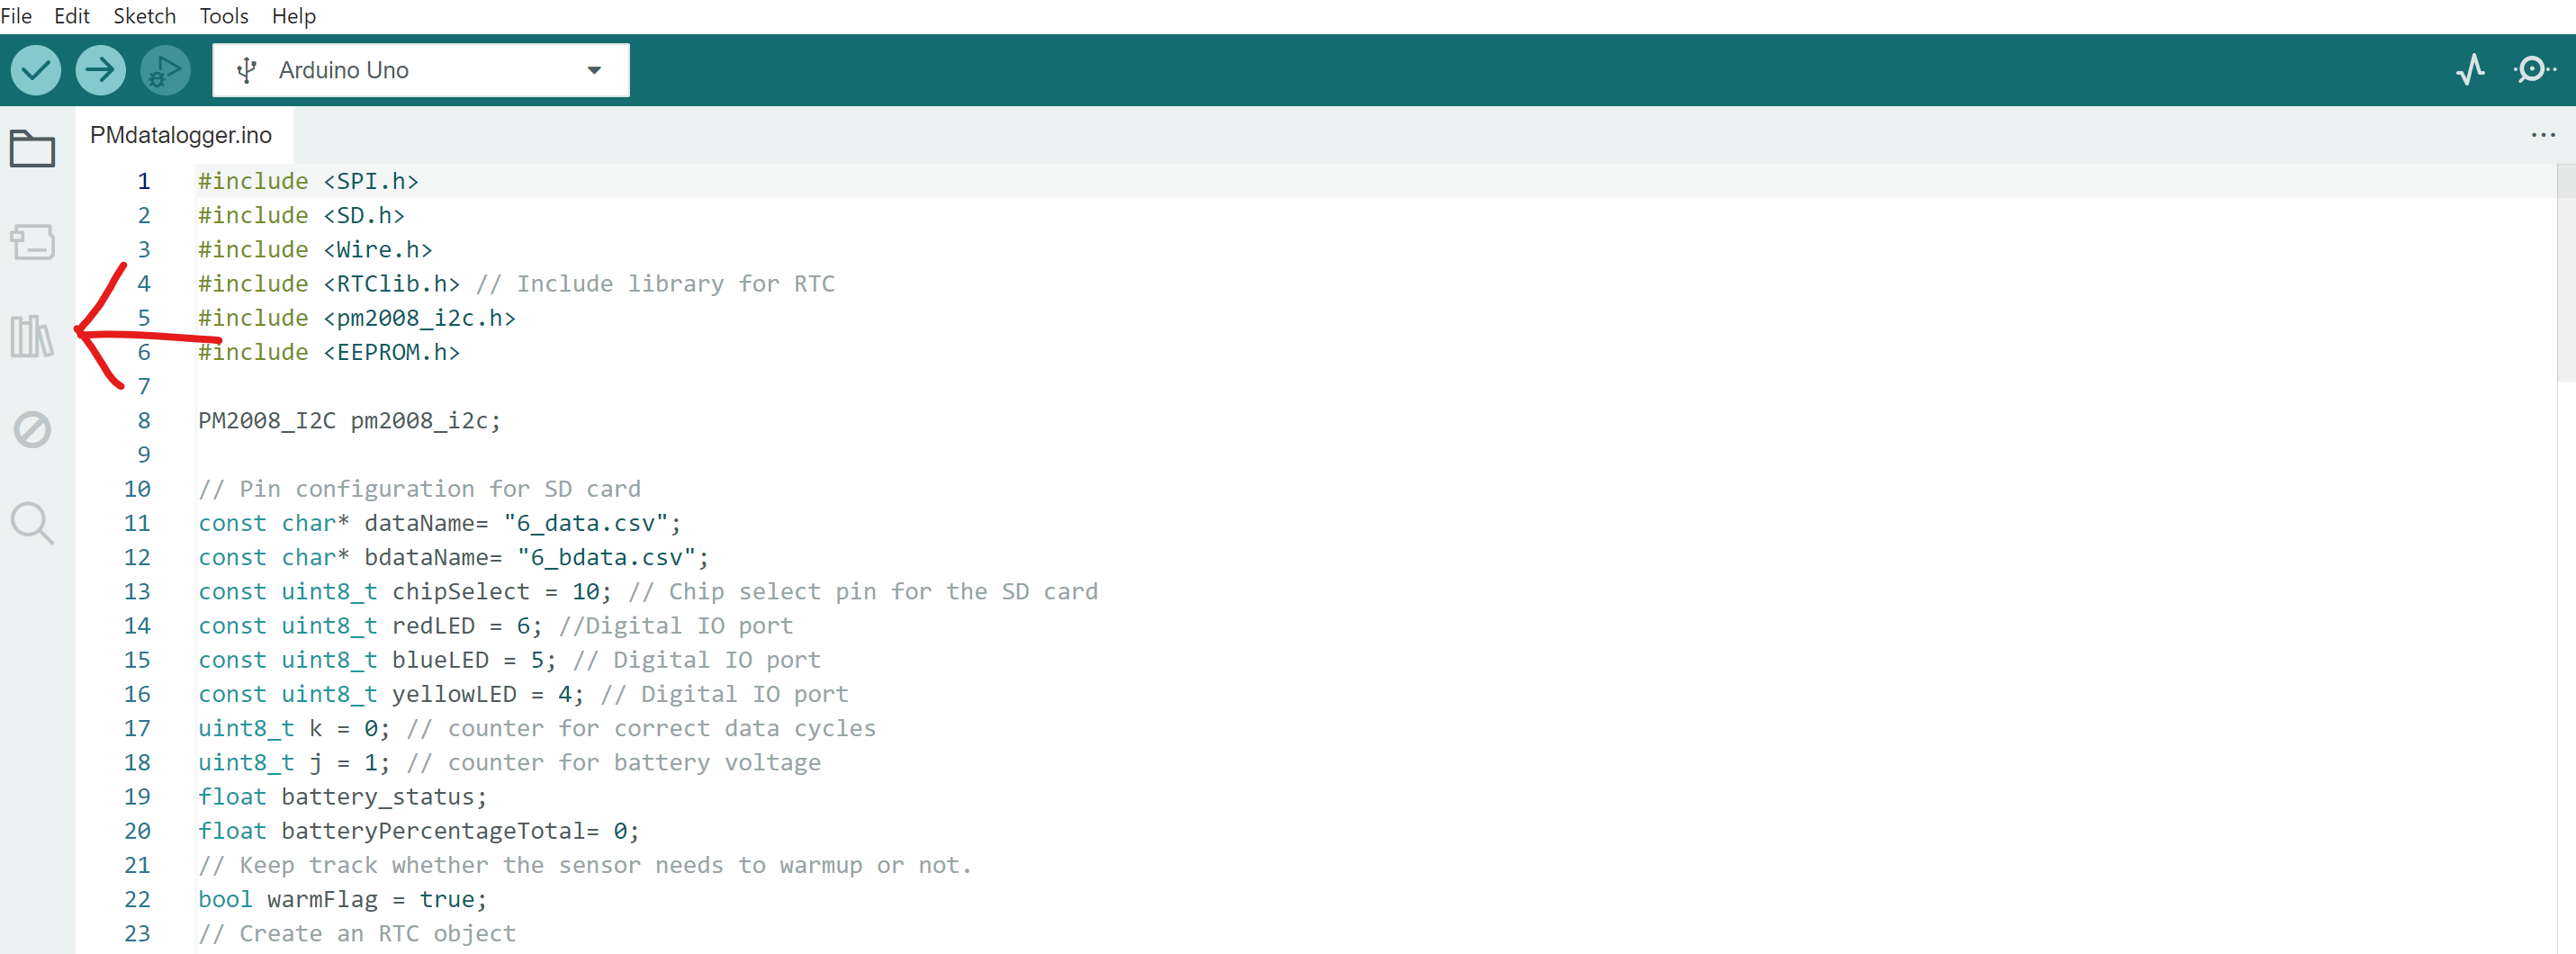 File Edit Sketch Tools Help
Arduino Uno
PMdatalogger.ino
1 #include <SPI.h>
2 #include <SD.h>
3 #include <Wire.h>
4 #include <RTClib.h> // Include library for RTC
5 #include <pm2008_i2c.h>
6 #include <EEPROM.h>
7
8 PM2008_I2C pm2008_i2c;
9
10 // Pin configuration for SD card
11 const char* dataName= "6_data.csv";
12 const char* bdataName= "6_bdata.csv";
13 const uint8_t chipSelect = 10; // Chip select pin for the SD card
14 const uint8_t redLED = 6; //Digital IO port
15 const uint8_t blueLED = 5; // Digital IO port
16 const uint8_t yellowLED = 4; // Digital IO port
17 uint8_t k = 0; // counter for correct data cycles
18 uint8_t j = 1; // counter for battery voltage
19 float battery_status;
20 float batteryPercentageTotal= 0;
21 // Keep track whether the sensor needs to warmup or not.
22 bool warmFlag = true;
23 // Create an RTC object